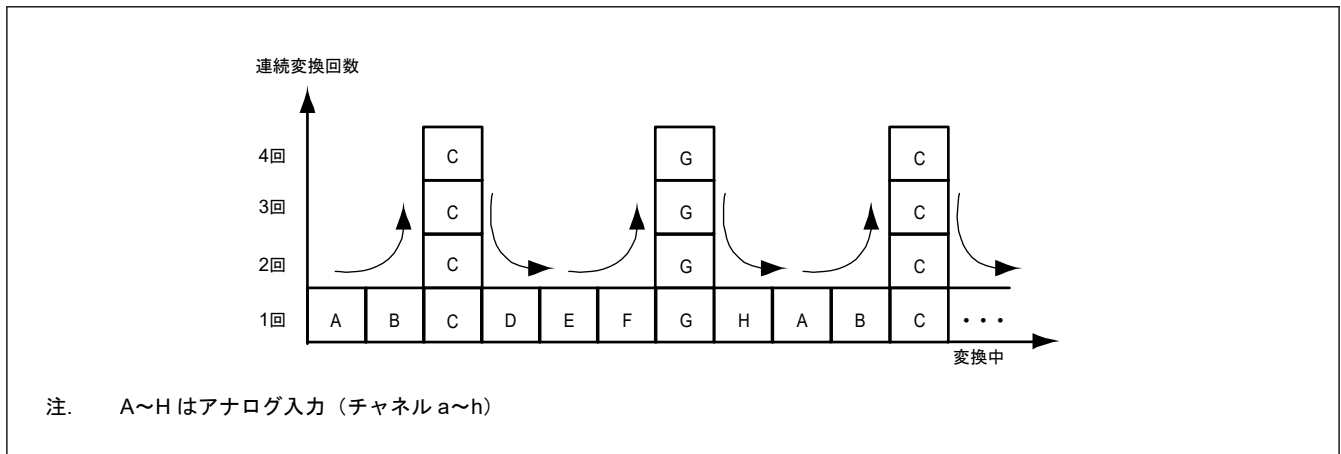 連続変換回数
4回 C G C
3回 C G C
2回 C G C
1回 A B C D E F G H A B C ・・・
変換中
注. A～H はアナログ入力（チャネル a～h）